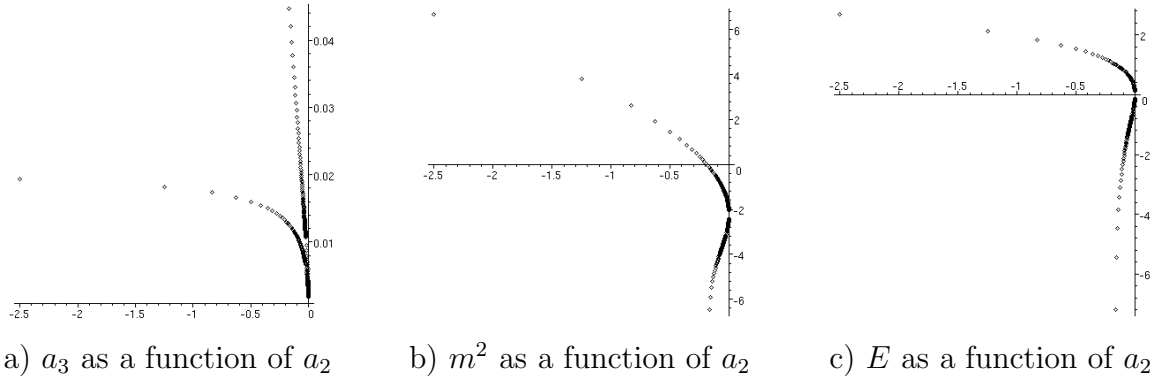 0.04
0.03
0.02
0.01
-2.5 -2 -1.5 -1 -0.5 0
6
4
2
-2.5 -2 -1.5 -1 -0.5 0
-2
-4
-6
2
-2.5 -2 -1.5 -1 -0.5 0
-2
-4
-6
a) a₃ as a function of a₂
b) m² as a function of a₂
c) E as a function of a₂